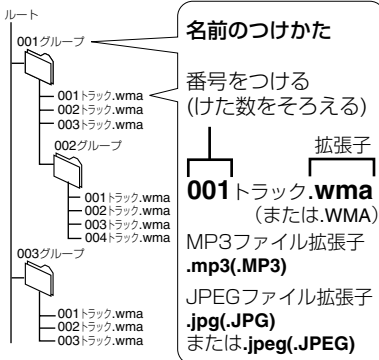 ルート
001グループ
001トラック.wma
002トラック.wma
003トラック.wma
002グループ
001トラック.wma
002トラック.wma
003トラック.wma
004トラック.wma
003グループ
001トラック.wma
002トラック.wma
003トラック.wma
名前のつけかた
番号をつける
(けた数をそろえる)
拡張子
001トラック.wma
(または.WMA)
MP3ファイル拡張子
.mp3(.MP3)
JPEGファイル拡張子
.jpg(.JPG)
または.jpeg(.JPEG)